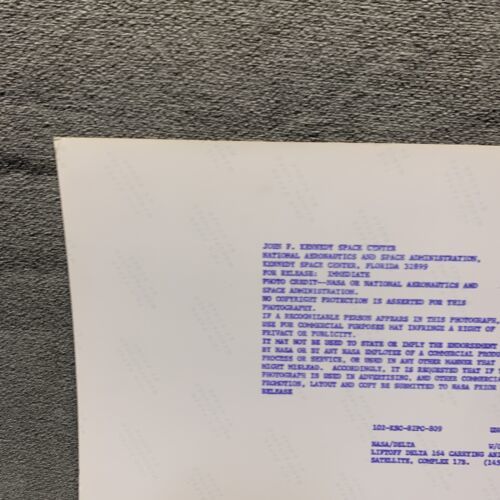 JOHN F. KENNEDY SPACE CENTER
NATIONAL AERONAUTICS AND SPACE ADMINISTRATION,
KENNEDY SPACE CENTER, FLORIDA 32899
FOR RELEASE: IMMEDIATE
PHOTO CREDIT--NASA OR NATIONAL AERONAUTICS AND
SPACE ADMINISTRATION.
NO COPYRIGHT PROTECTION IS ASSERTED FOR THIS
PHOTOGRAPH.
IF A RECOGNIZABLE PERSON APPEARS IN THIS PHOTOGRAPH,
USE FOR COMMERCIAL PURPOSES MAY INFRINGE A RIGHT OF
PRIVACY OR PUBLICITY.
IT MAY NOT BE USED TO STATE OR IMPLY THE ENDORSEMENT
BY NASA OR BY ANY NASA EMPLOYEE OF A COMMERCIAL
PROCESS OR SERVICE, OR USED IN ANY OTHER MANNER THAT
MIGHT MISLEAD. ACCORDINGLY, IT IS REQUESTED THAT IF
PHOTOGRAPH IS USED IN ADVERTISING, AND OTHER
PROMOTION, LAYOUT AND COPY BE SUBMITTED TO NASA PRIOR
RELEASE
102-KSC-82PC-809
NASA/DELTA
LIFTOFF DELTA 164 CARRYING
SATELLITE, COMPLEX 17B.